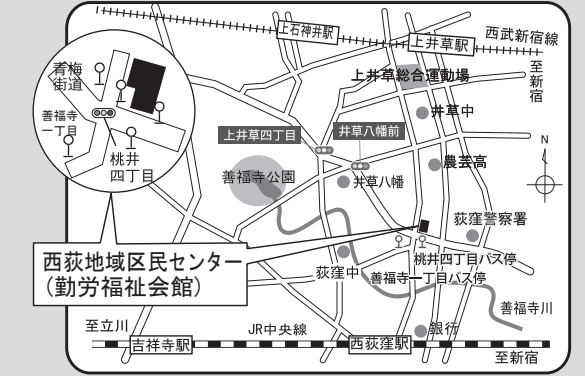 上石神井駅
上井草駅
西武新宿線
至新宿
上井草総合運動場
青梅
街道
善福寺
一丁目
桃井
四丁目
井草中
上井草四丁目
井草八幡前
N
農芸高
善福寺公園
井草八幡
荻窪警察署
西荻地域区民センター
(勤労福祉会館)
桃井四丁目バス停
荻窪中
善福寺一丁目バス停
善福寺川
至立川
JR中央線
銀行
吉祥寺駅
西荻窪駅
至新宿